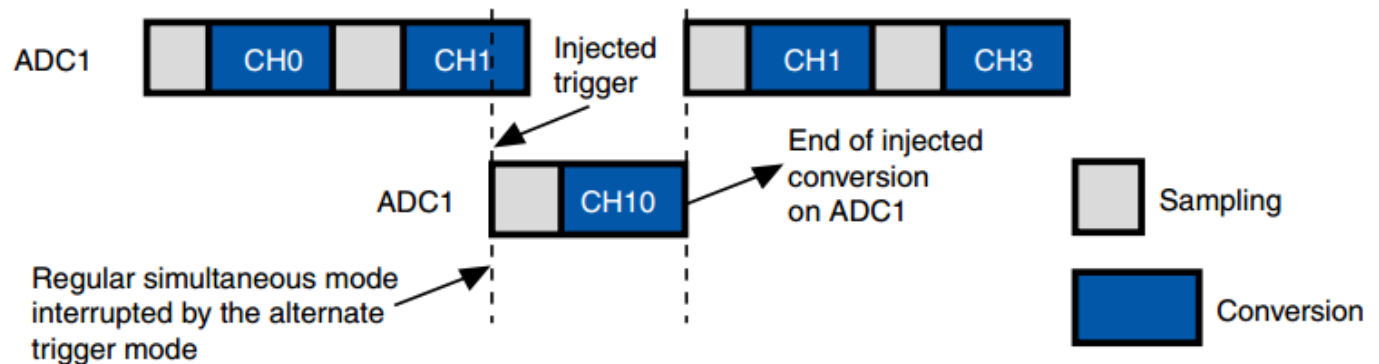 ADC1
CH0
CH1
Injected
trigger
CH1
CH3
ADC1
CH10
End of injected
conversion
on ADC1
Sampling
Regular simultaneous mode
interrupted by the alternate
trigger mode
Conversion